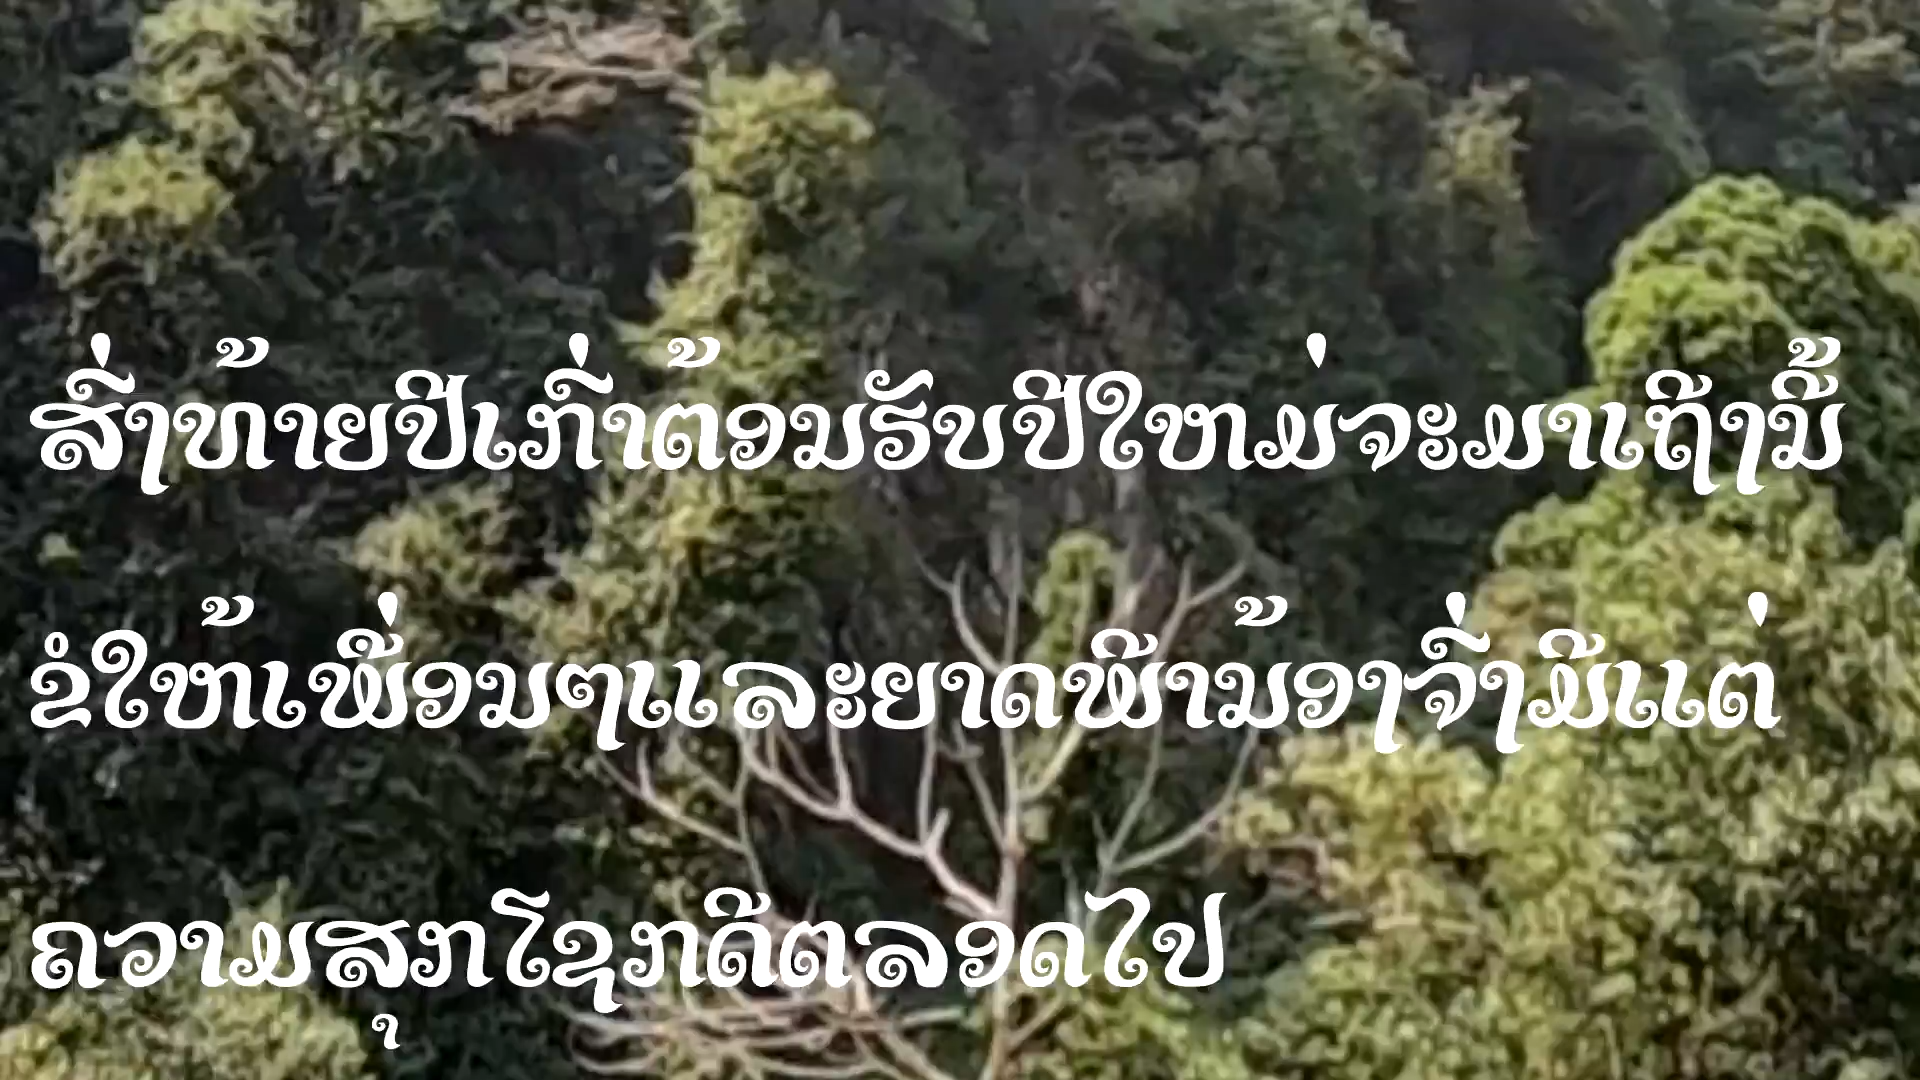 ສົ່ງທ້າຍປີເກົ່າຕ້ອນຮັບປີໃຫມ່ຈະມາເຖີງນີ້
ຂໍໃຫ້ເພື່ອນໆແລະຍາດພີານ້ອງຈົ່ງມີແຕ່
ຄວາມສຸກໂຊກດີຕລອດໄປ